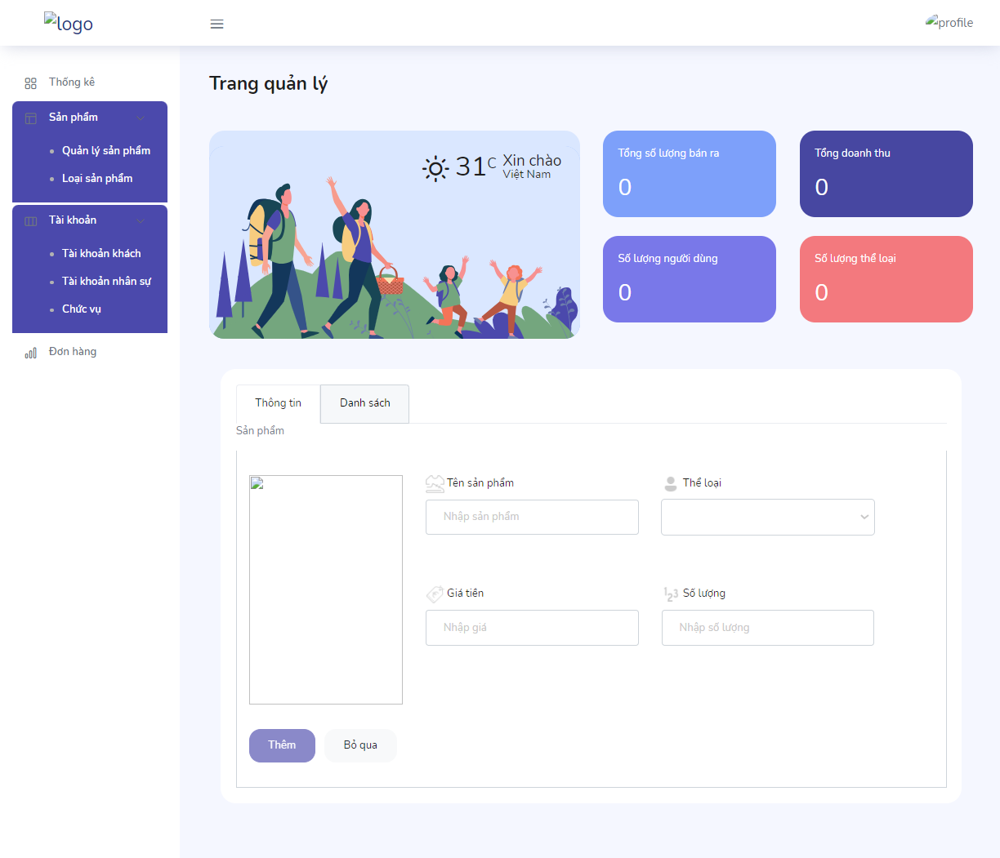 logo
profile
Thống kê
Sản phẩm
Quản lý sản phẩm
Loại sản phẩm
Tài khoản
Tài khoản khách
Tài khoản nhân sự
Chức vụ
Đơn hàng
Trang quản lý
31C Xin chào
Việt Nam
Tổng số lượng bán ra
0
Tổng doanh thu
0
Số lượng người dùng
0
Số lượng thể loại
0
Thông tin
Danh sách
Sản phẩm
Tên sản phẩm
Nhập sản phẩm
Thể loại
Giá tiền
Nhập giá
123 Số lượng
Nhập số lượng
Thêm
Bỏ qua